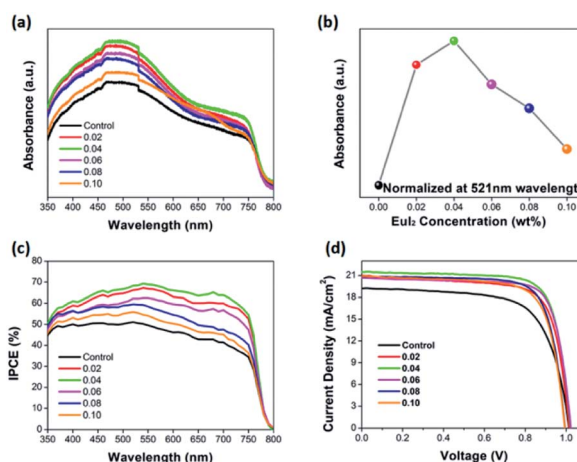 (a)
Absorbance (a.u.)
Control
0.02
0.04
0.06
0.08
0.10
350 400 450 500 550 600 650 700 750 800
Wavelength (nm)
(b)
Absorbance (a.u.)
Normalized at 521nm wavelengt
0.00 0.02 0.04 0.06 0.08 0.10
EuI₂ Concentration (wt%)
(c)
IPCE (%)
80
70
60
50
40
30
20
10
0
Control
0.02
0.04
0.06
0.08
0.10
350 400 450 500 550 600 650 700 750 800
Wavelength (nm)
(d)
Current Density (mA/cm²)
24
21
18
15
12
9
6
3
0
Control
0.02
0.04
0.06
0.08
0.10
0.0 0.2 0.4 0.6 0.8 1.0
Voltage (V)